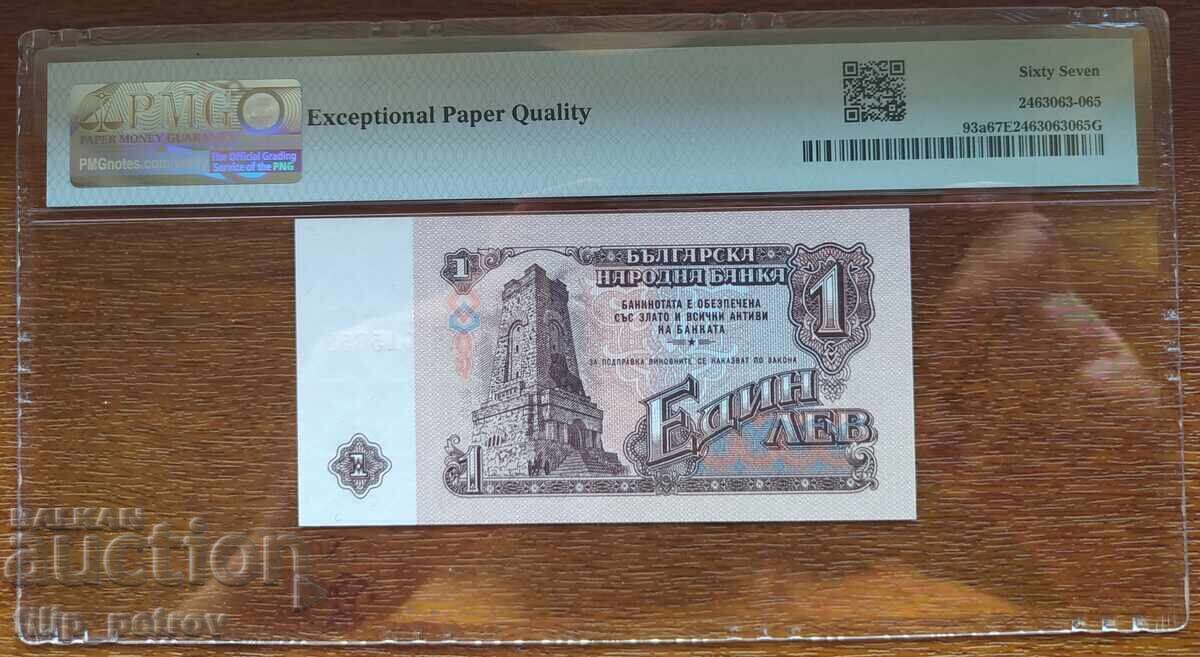 PMG
PAPER MONEY GUARANTY
PMGnotes.com/verify
The Official Grading
Service of the PNG
Exceptional Paper Quality
Sixty Seven
2463063-065
93a67E2463063065G
БЪЛГАРСКА
НАРОДНА БАНКА
1
1
БАНКНОТАТА Е ОБЕЗПЕЧЕНА
СЪС ЗЛАТО И ВСИЧКИ АКТИВИ
НА БАНКАТА
ЗА ПОДПРАВКА ВИНОВНИТЕ СЕ НАКАЗВАТ ПО ЗАКОНА
ЕДИН
ЛЕВ
1
BALKAN
auction
filip_petrov